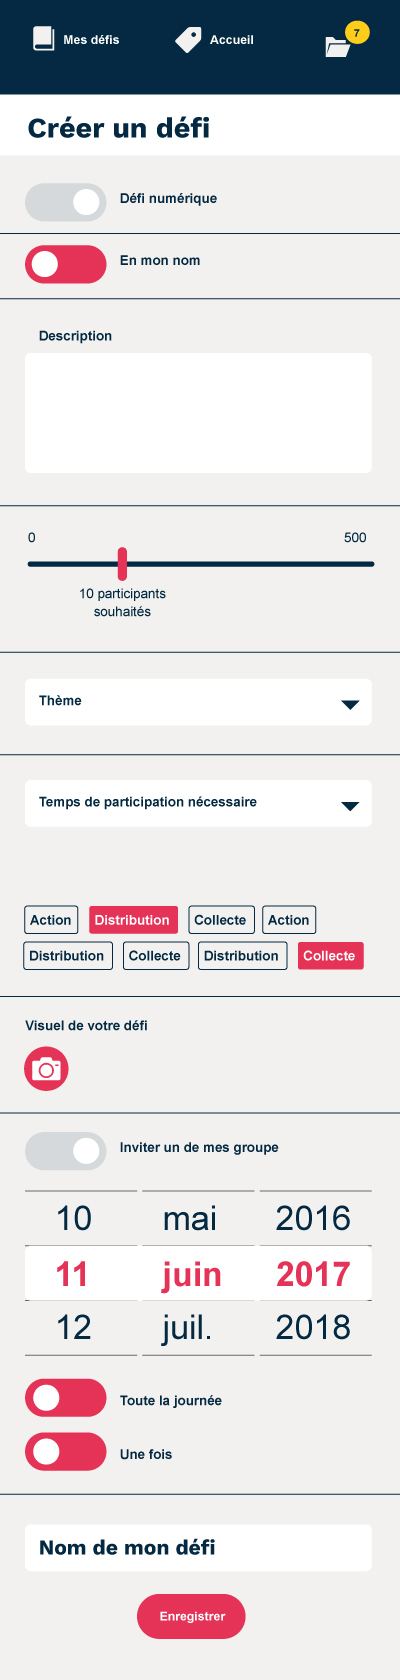 Mes défis
Accueil
7
Créer un défi
Défi numérique
En mon nom
Description
0
500
10 participants
souhaités
Thème
Temps de participation nécessaire
Action Distribution Collecte Action
Distribution Collecte Distribution Collecte
Visuel de votre défi
Inviter un de mes groupe
10 mai 2016
11 juin 2017
12 juil. 2018
Toute la journée
Une fois
Nom de mon défi
Enregistrer